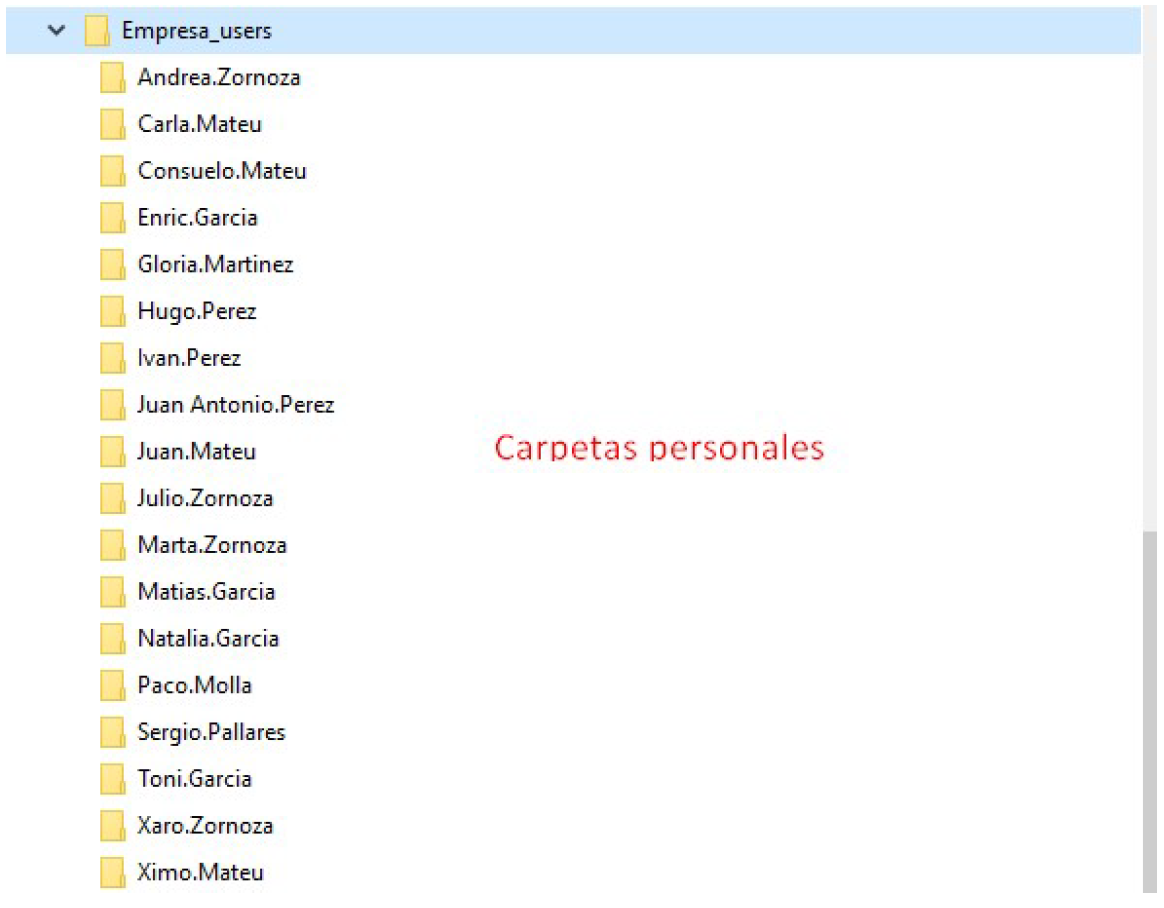 Empresa_users
Andrea.Zornoza
Carla.Mateu
Consuelo.Mateu
Enric.Garcia
Gloria.Martinez
Hugo.Perez
Ivan.Perez
Juan Antonio.Perez
Juan.Mateu
Carpetas personales
Julio.Zornoza
Marta.Zornoza
Matias.Garcia
Natalia.Garcia
Paco.Molla
Sergio.Pallares
Toni.Garcia
Xaro.Zornoza
Ximo.Mateu